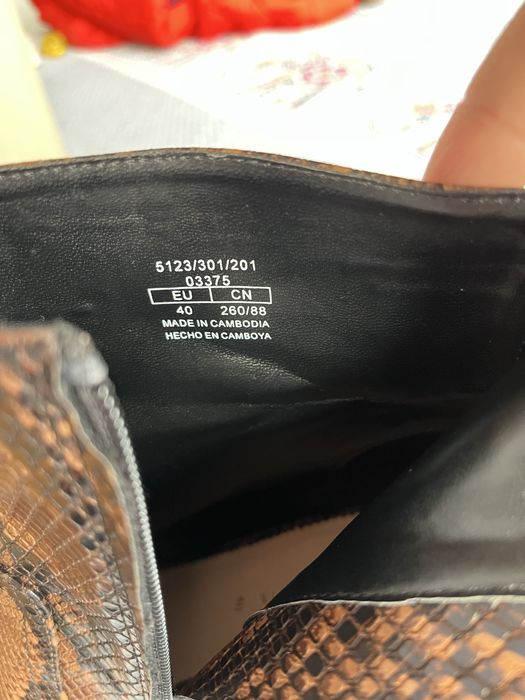 5123/301/201
03375
EU CN
40 260/88
MADE IN CAMBODIA
HECHO EN CAMBOYA